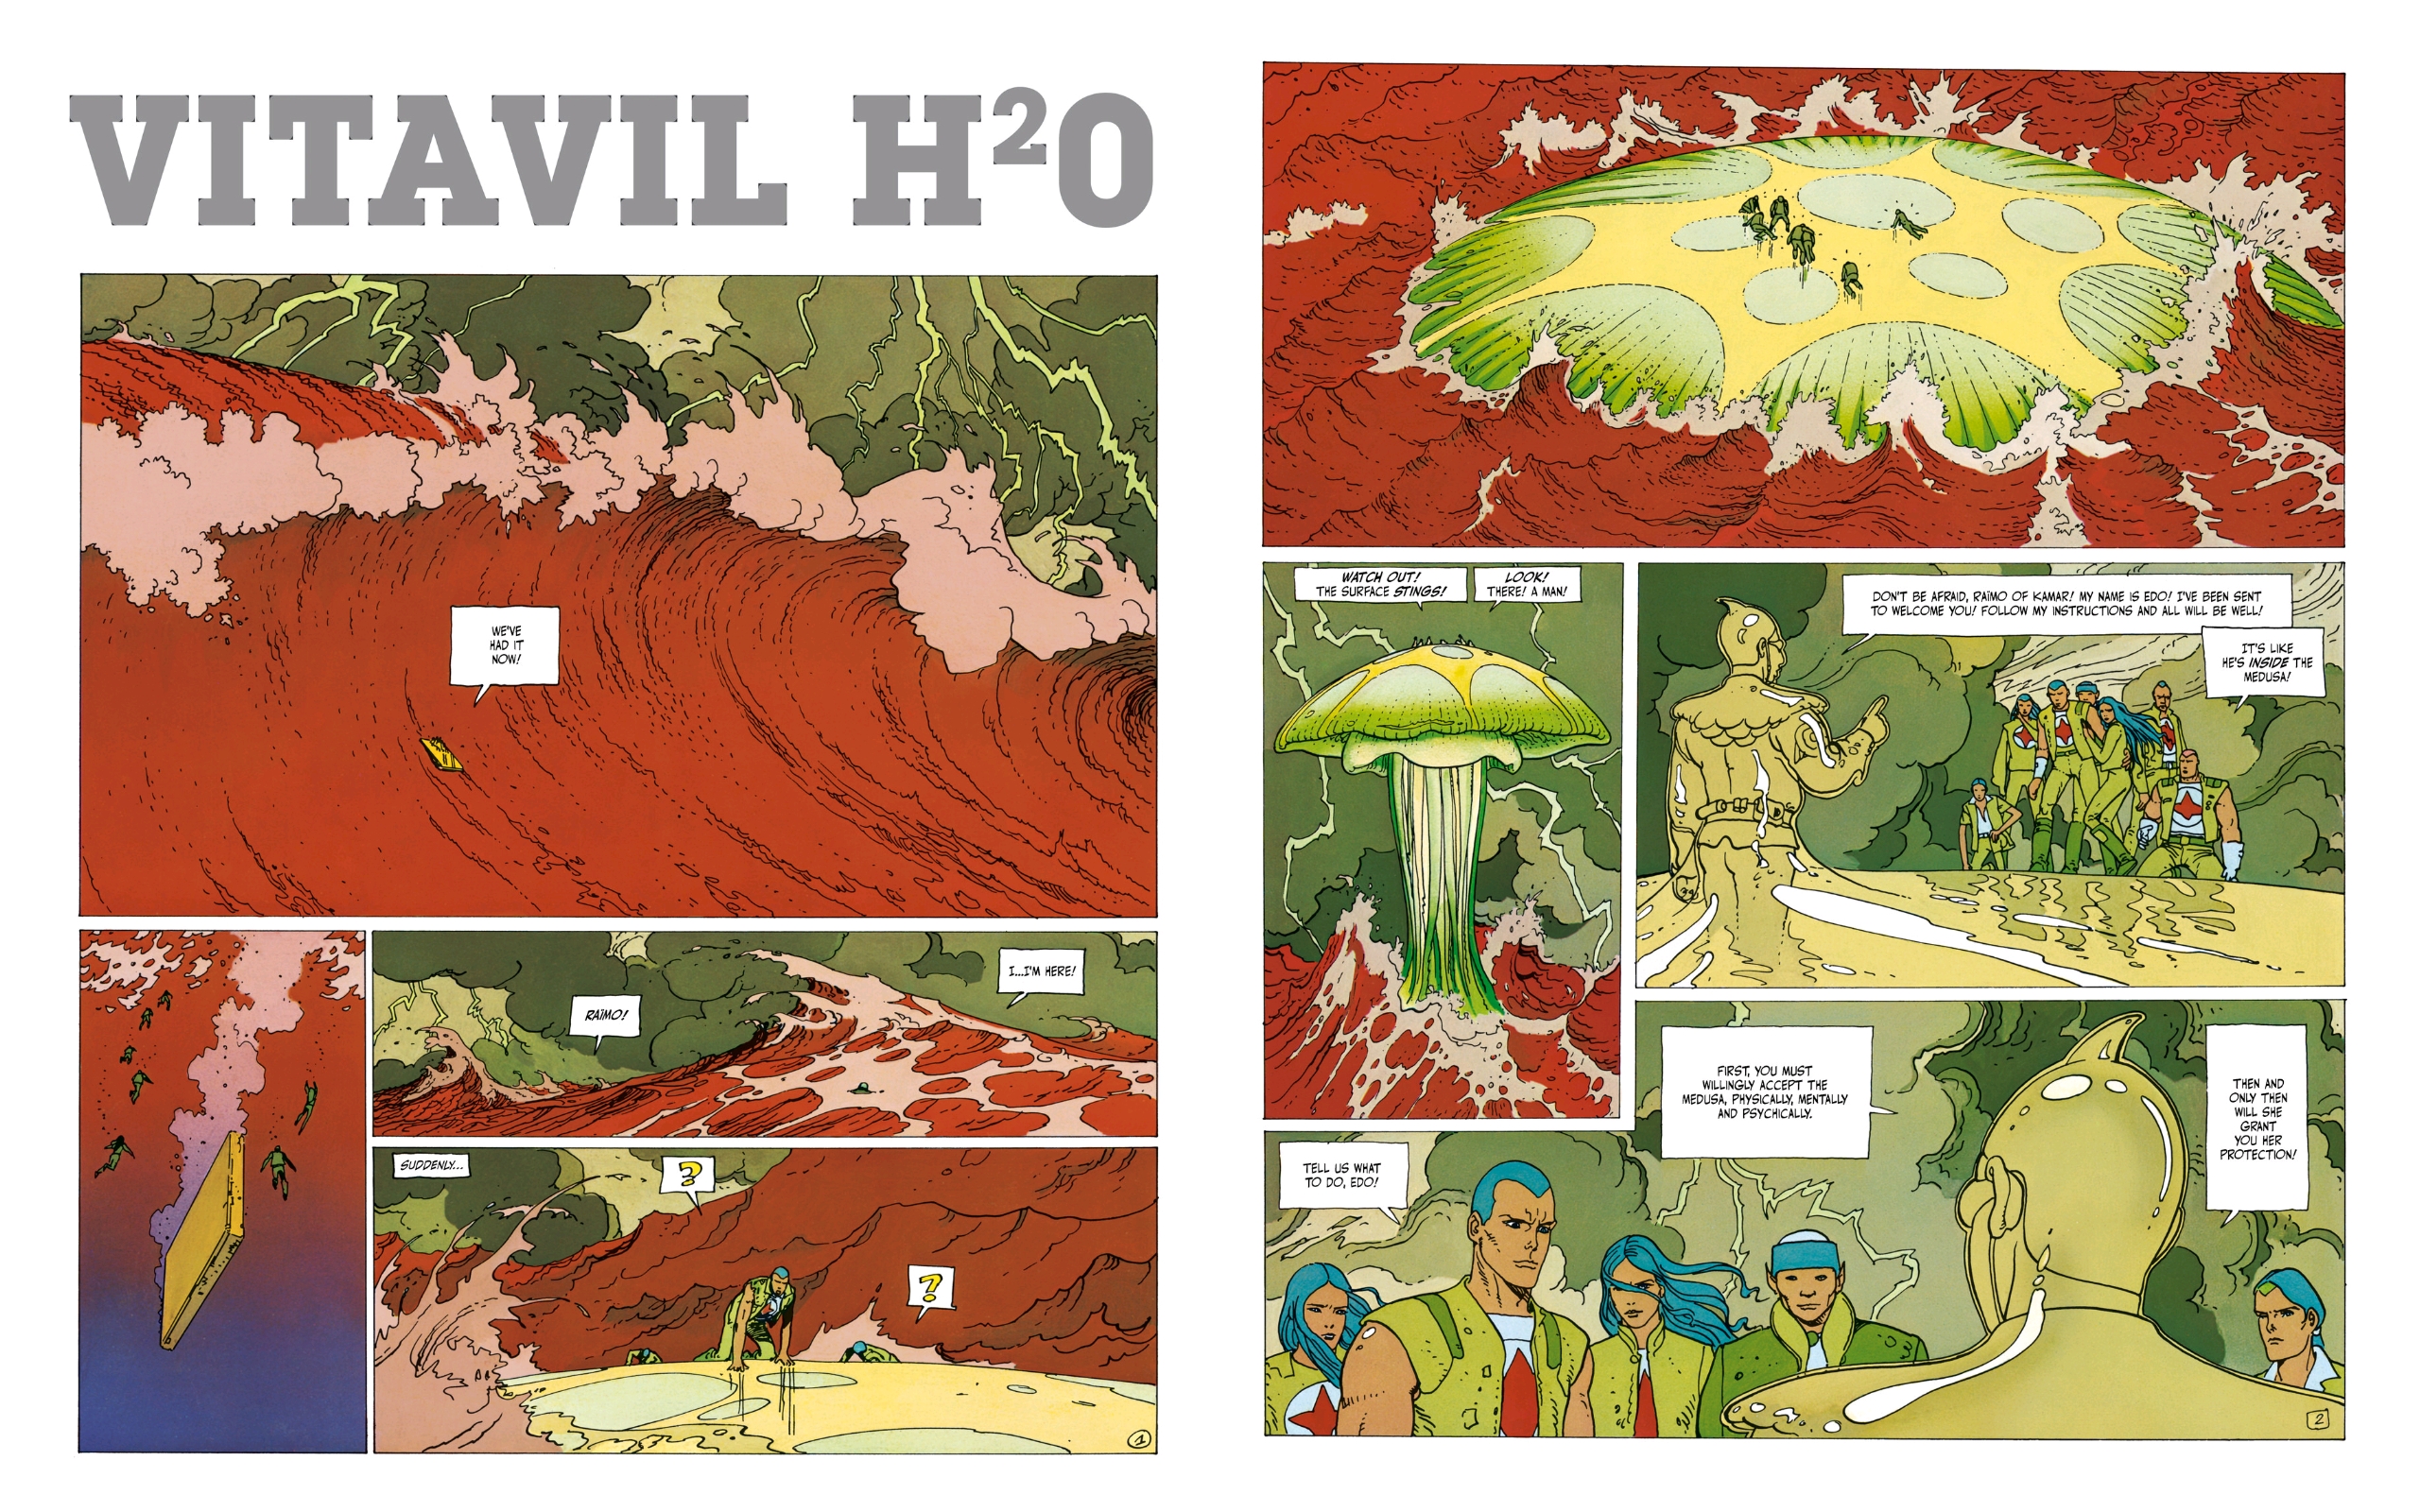 VITAVIL H²O
WE'VE
HAD IT
NOW!
RAÏMO!
I...I'M HERE!
SUDDENLY...
?
?
1
WATCH OUT!
THE SURFACE STINGS!
LOOK!
THERE! A MAN!
DON'T BE AFRAID, RAÏMO OF KAMAR! MY NAME IS EDO! I'VE BEEN SENT
TO WELCOME YOU! FOLLOW MY INSTRUCTIONS AND ALL WILL BE WELL!
IT'S LIKE
HE'S INSIDE THE
MEDUSA!
TELL US WHAT
TO DO, EDO!
FIRST, YOU MUST
WILLINGLY ACCEPT THE
MEDUSA, PHYSICALLY, MENTALLY
AND PSYCHICALLY.
THEN AND
ONLY THEN
WILL SHE
GRANT
YOU HER
PROTECTION!
2